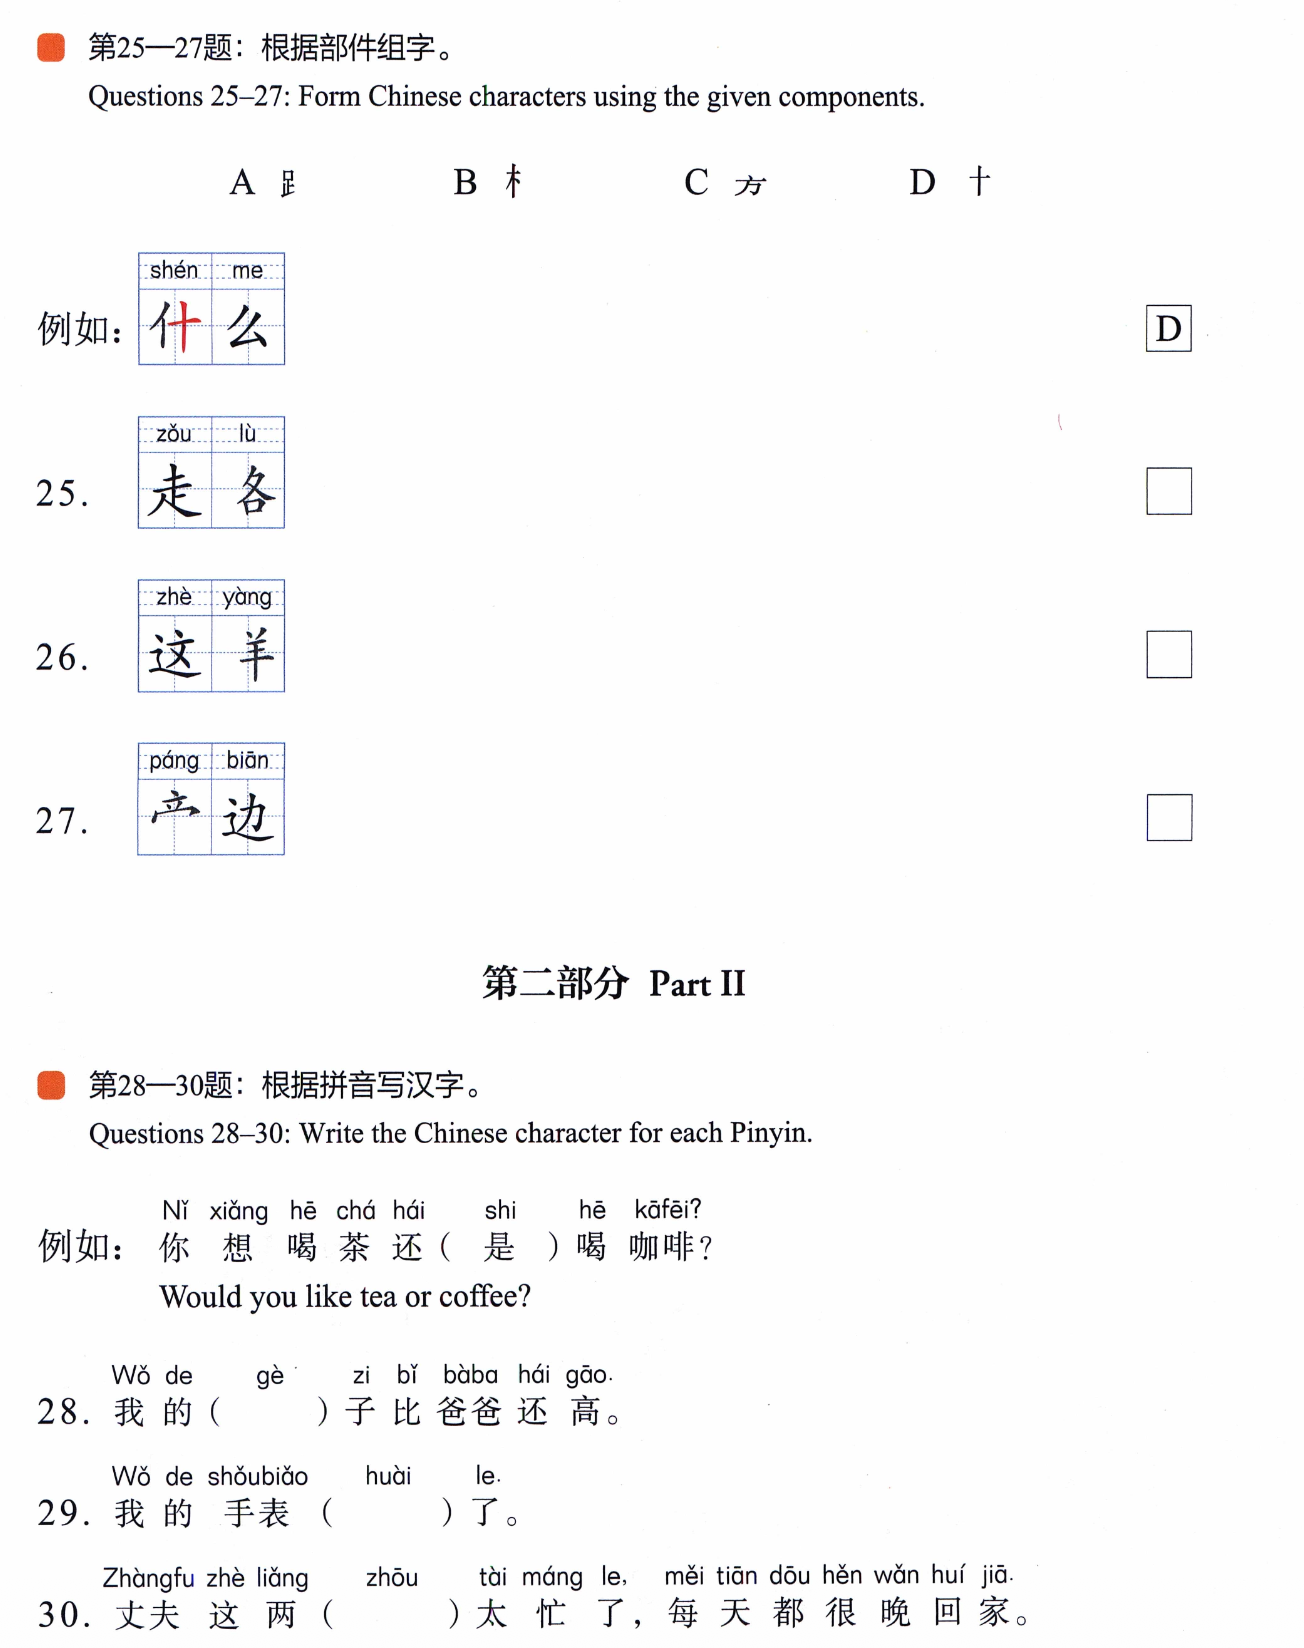 第25—27题：根据部件组字。
Questions 25–27: Form Chinese characters using the given components.
A ⻊ B 木 C 方 D 十
shén me
例如： 什么 D
zǒu lù
25. 走各
zhè yàng
26. 这羊
páng biān
27. 边
第二部分 Part II
第28—30题：根据拼音写汉字。
Questions 28–30: Write the Chinese character for each Pinyin.
Nǐ xiǎng hē chá hái shi hē kāfēi?
例如： 你 想 喝 茶 还（ 是 ）喝 咖啡？
Would you like tea or coffee?
Wǒ de gè zi bǐ bàba hái gāo.
28. 我 的（ ）子 比 爸爸 还 高。
Wǒ de shǒubiǎo huài le.
29. 我 的 手表 （ ）了。
Zhàngfu zhè liǎng zhōu tài máng le, měi tiān dōu hěn wǎn huí jiā.
30. 丈夫 这 两（ ）太 忙 了，每 天 都 很 晚 回 家。